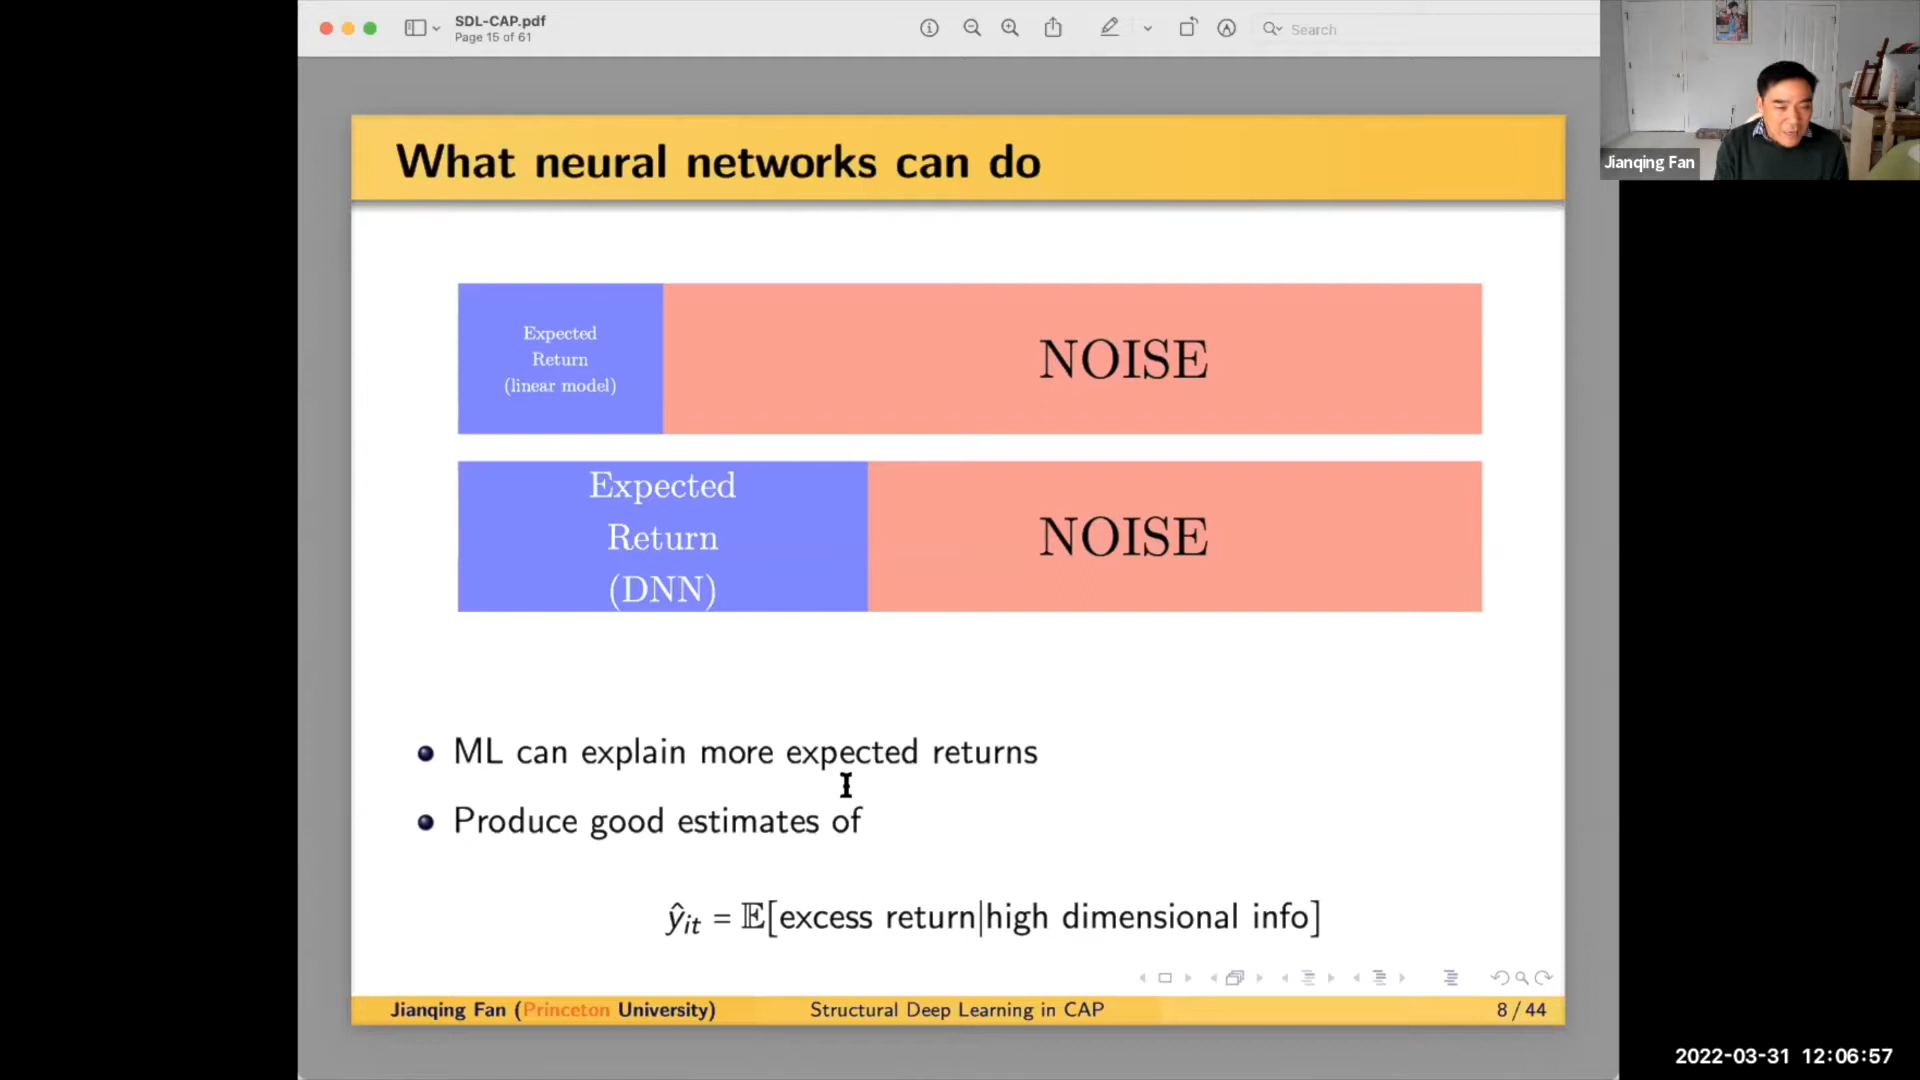 SDL-CAP.pdf
Page 15 of 61
Search
Jianqing Fan
What neural networks can do
Expected
Return
(linear model)
NOISE
Expected
Return
(DNN)
NOISE
ML can explain more expected returns
Produce good estimates of
ŷit = 𝔼[excess return|high dimensional info]
Jianqing Fan (Princeton University)
Structural Deep Learning in CAP
8 / 44
2022-03-31 12:06:57